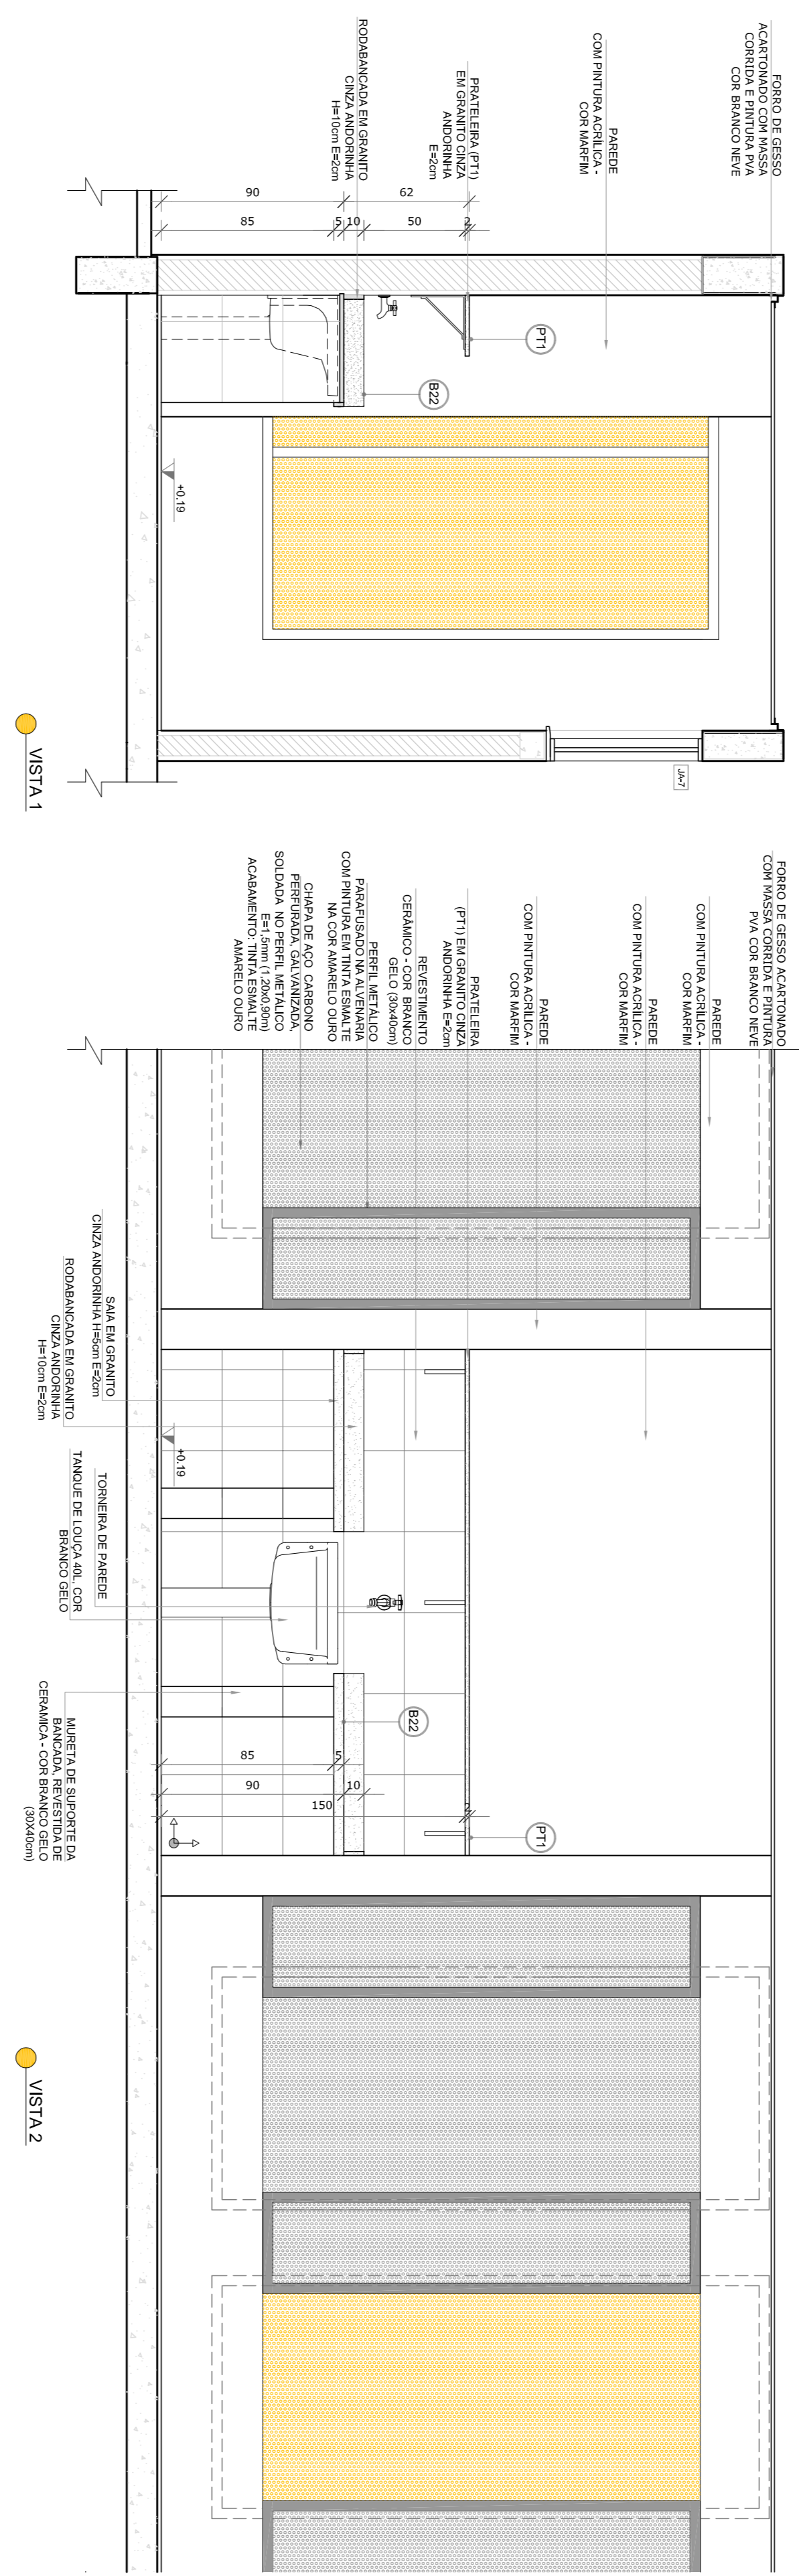 FORRO DE GESSO
ACARTONADO COM MASSA
CORRIDA E PINTURA PVA
COR BRANCO NEVE
PAREDE
COM PINTURA ACRÍLICA -
COR MARFIM
PRATELEIRA (PT1)
EM GRANITO CINZA
ANDORINHA
E=2cm
RODABANCADA EM GRANITO
CINZA ANDORINHA
H=10cm E=2cm
90
62
85
5
10
50
2
PT1
B22
+0.19
JA-7
VISTA 1
FORRO DE GESSO ACARTONADO
COM MASSA CORRIDA E PINTURA
PVA COR BRANCO NEVE
PAREDE
COM PINTURA ACRÍLICA -
COR MARFIM
PAREDE
COM PINTURA ACRÍLICA -
COR MARFIM
PAREDE
COM PINTURA ACRÍLICA -
COR MARFIM
PRATELEIRA
(PT1) EM GRANITO CINZA
ANDORINHA E=2cm
REVESTIMENTO
CERÂMICO - COR BRANCO
GELO (30x40cm)
PERFIL METÁLICO
PARAFUSADO NA ALVENARIA
COM PINTURA EM TINTA ESMALTE
NA COR AMARELO OURO
CHAPA DE AÇO CARBONO
PERFURADA, GALVANIZADA,
SOLDADA NO PERFIL METÁLICO
E=1,5mm (1,20x0,90m)
ACABAMENTO: TINTA ESMALTE
AMARELO OURO
SAIA EM GRANITO
CINZA ANDORINHA H=5cm E=2cm
RODABANCADA EM GRANITO
CINZA ANDORINHA
H=10cm E=2cm
+0.19
TORNEIRA DE PAREDE
TANQUE DE LOUÇA 40L, COR
BRANCO GELO
MURETA DE SUPORTE DA
BANCADA, REVESTIDA DE
CERAMICA - COR BRANCO GELO
(30X40cm)
B22
85
5
90
10
150
2
PT1
VISTA 2